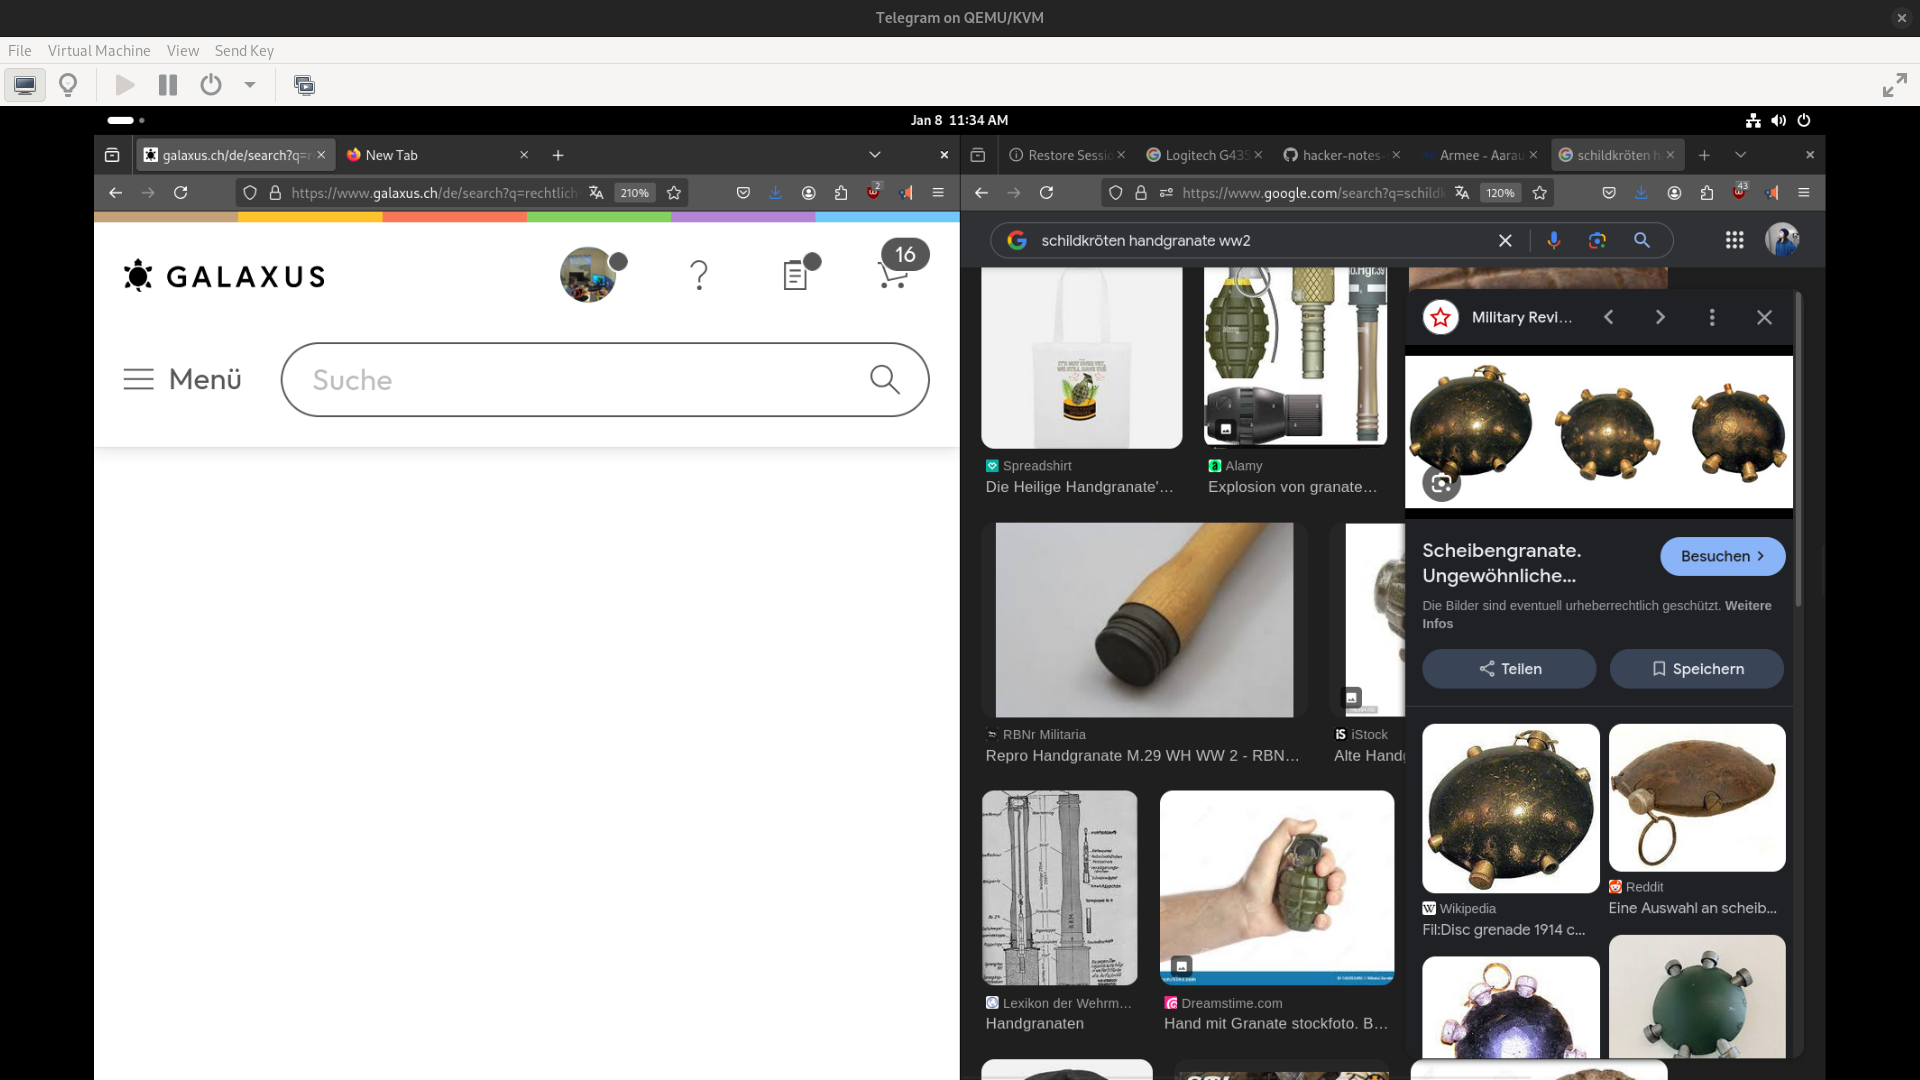 Telegram on QEMU/KVM
File Virtual Machine View Send Key
Jan 8 11:34 AM
galaxus.ch/de/search?q=r
New Tab
https://www.galaxus.ch/de/search?q=rechtlich
210%
2
GALAXUS
16
Menü
Suche
Restore Sessio
Logitech G435
hacker-notes-
Armee - Aarau
schildkröten h
https://www.google.com/search?q=schildk
120%
43
schildkröten handgranate ww2
Spreadshirt
Die Heilige Handgranate'...
Alamy
Explosion von granate...
RBNr Militaria
Repro Handgranate M.29 WH WW 2 - RBN...
iStock
Alte Handg
Lexikon der Wehrm...
Handgranaten
Dreamstime.com
Hand mit Granate stockfoto. B...
Military Revi...
Scheibengranate.
Ungewöhnliche...
Besuchen
Die Bilder sind eventuell urheberrechtlich geschützt. Weitere
Infos
Teilen
Speichern
Wikipedia
Fil:Disc grenade 1914 c...
Reddit
Eine Auswahl an scheib...